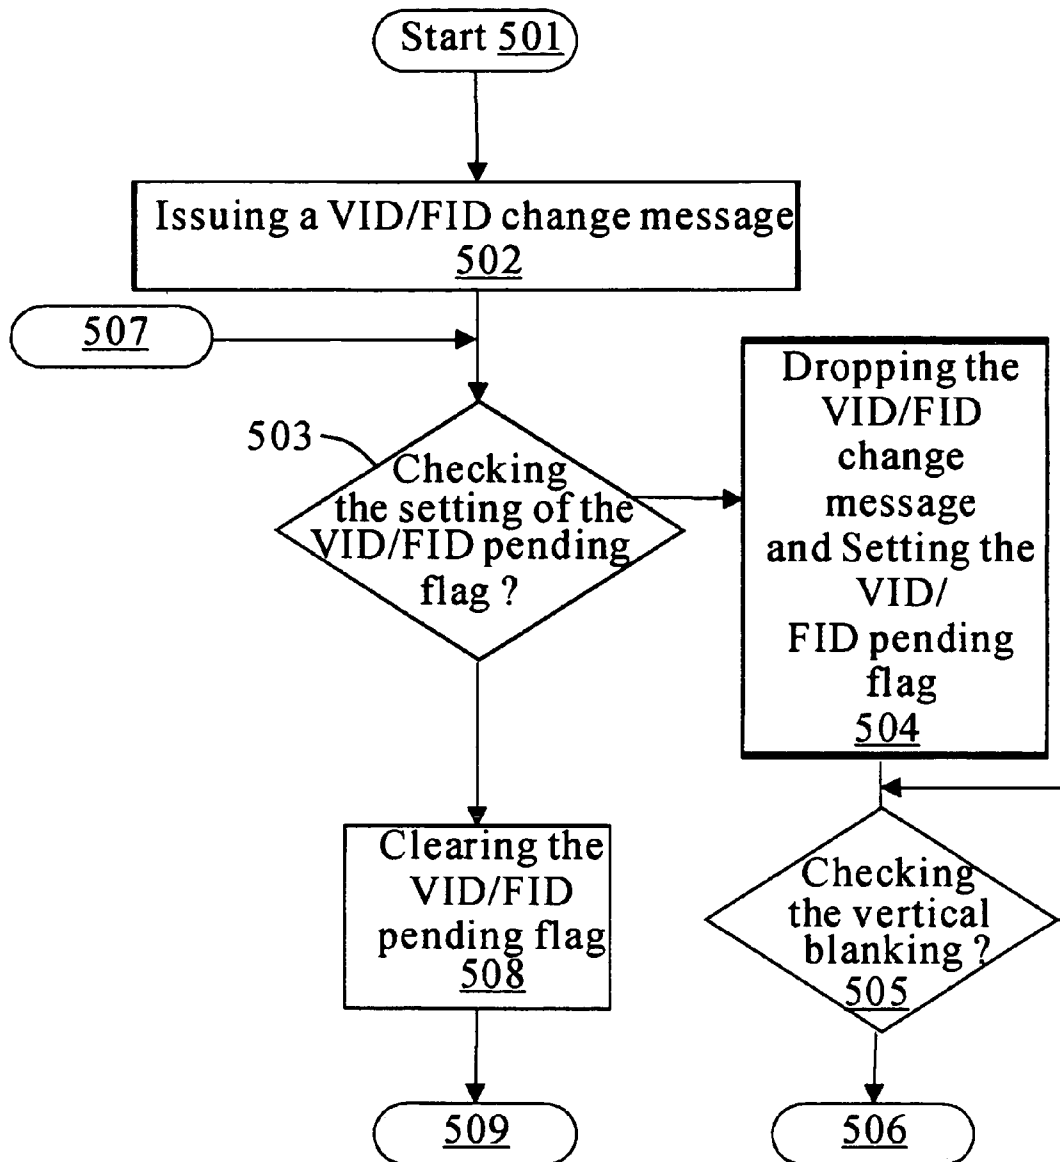 Start 501
Issuing a VID/FID change message
502
507
503
Checking
the setting of the
VID/FID pending
flag ?
Dropping the
VID/FID
change
message
and Setting the
VID/
FID pending
flag
504
Clearing the
VID/FID
pending flag
508
Checking
the vertical
blanking ?
505
509
506